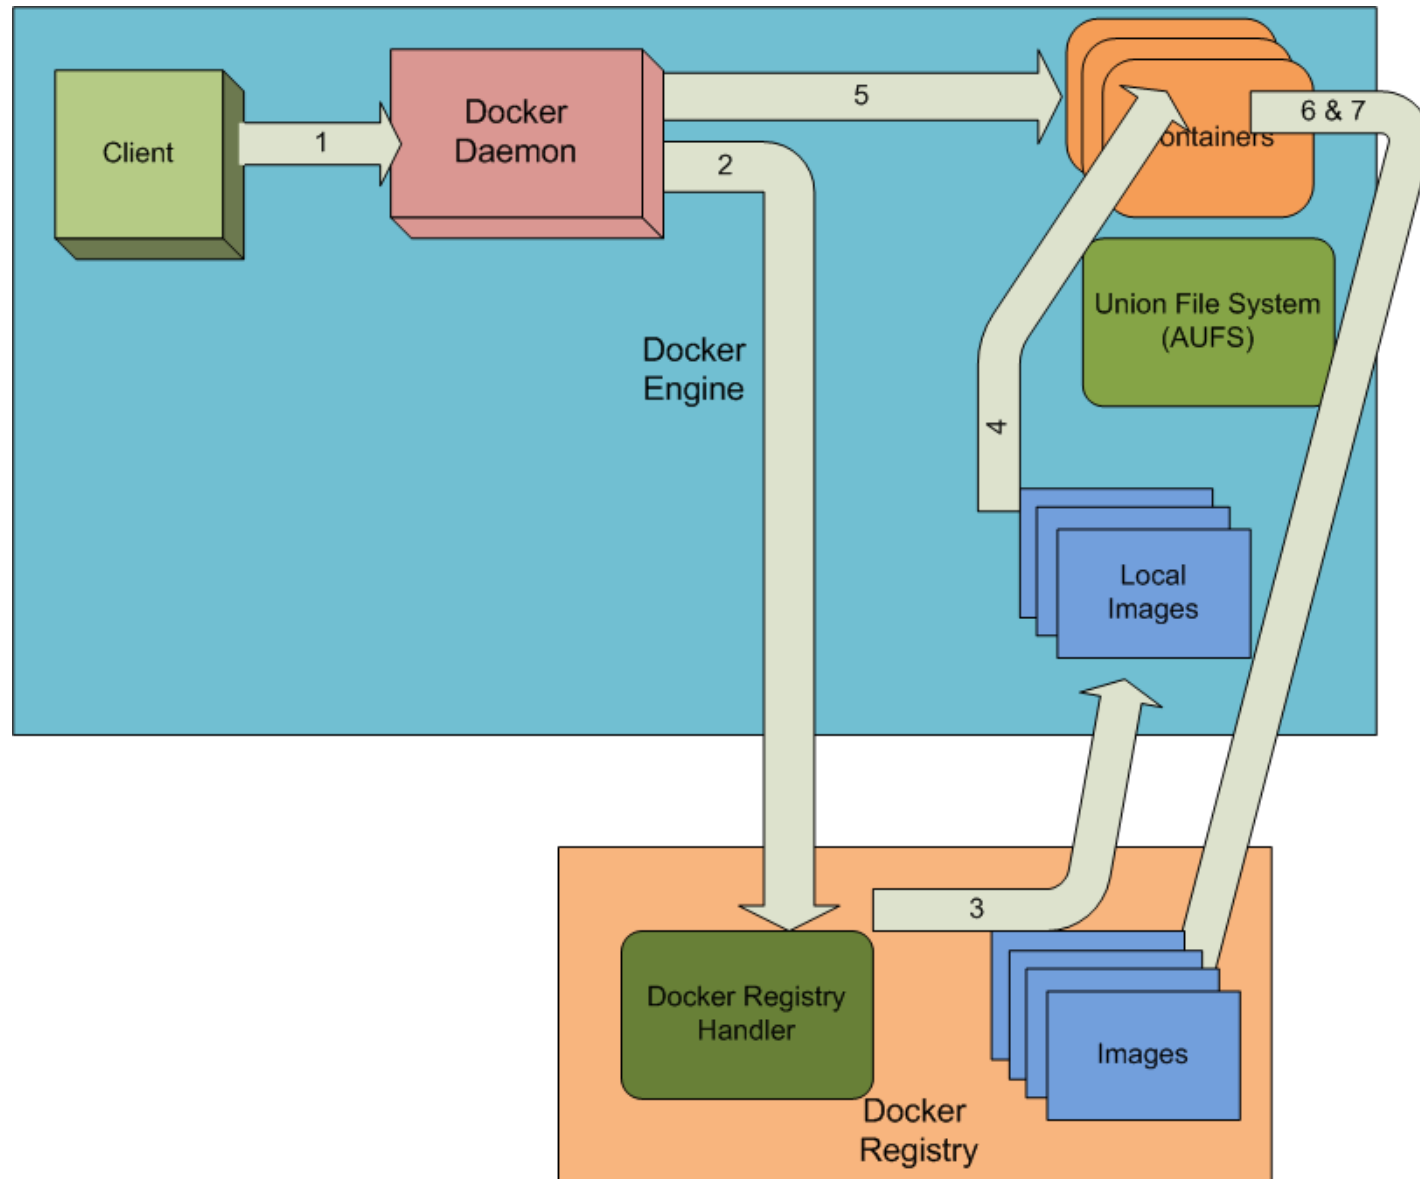 Client
1
Docker
Daemon
5
2
6 & 7
ontainers
Union File System
(AUFS)
Docker
Engine
4
Local
Images
3
Docker Registry
Handler
Images
Docker
Registry